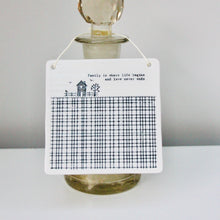 Family is where life begins
and love never ends